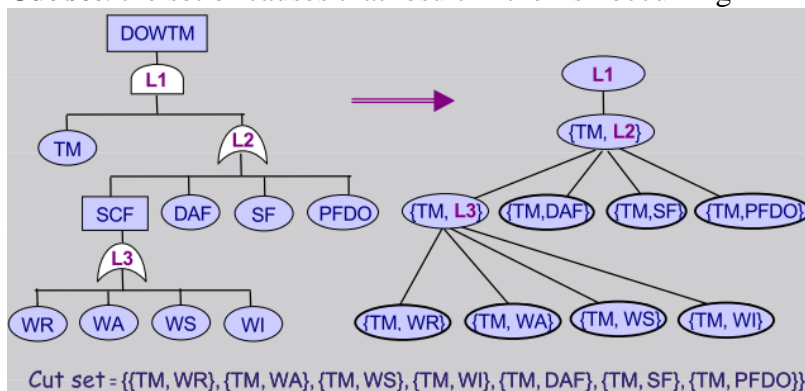 DOWTM
L1
L1
TM
L2
{TM, L2}
SCF
DAF
SF
PFDO
{TM, L3}
{TM,DAF}
{TM,SF}
{TM,PFDO}
L3
WR
WA
WS
WI
{TM, WR}
{TM, WA}
{TM, WS}
{TM, WI}
Cut set = {{TM, WR}, {TM, WA}, {TM, WS}, {TM, WI}, {TM, DAF}, {TM, SF}, {TM, PFDO}}